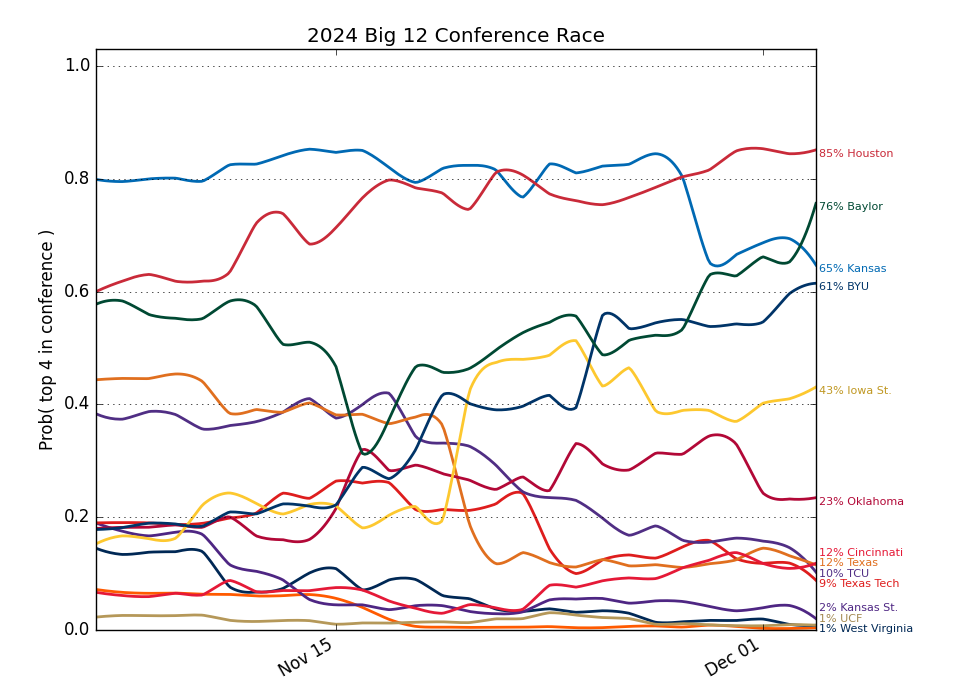 2024 Big 12 Conference Race
Prob( top 4 in conference )
1.0
0.8
0.6
0.4
0.2
0.0
Nov 15
Dec 01
85% Houston
76% Baylor
65% Kansas
61% BYU
43% Iowa St.
23% Oklahoma
12% Cincinnati
12% Texas
10% TCU
9% Texas Tech
2% Kansas St.
1% UCF
1% West Virginia